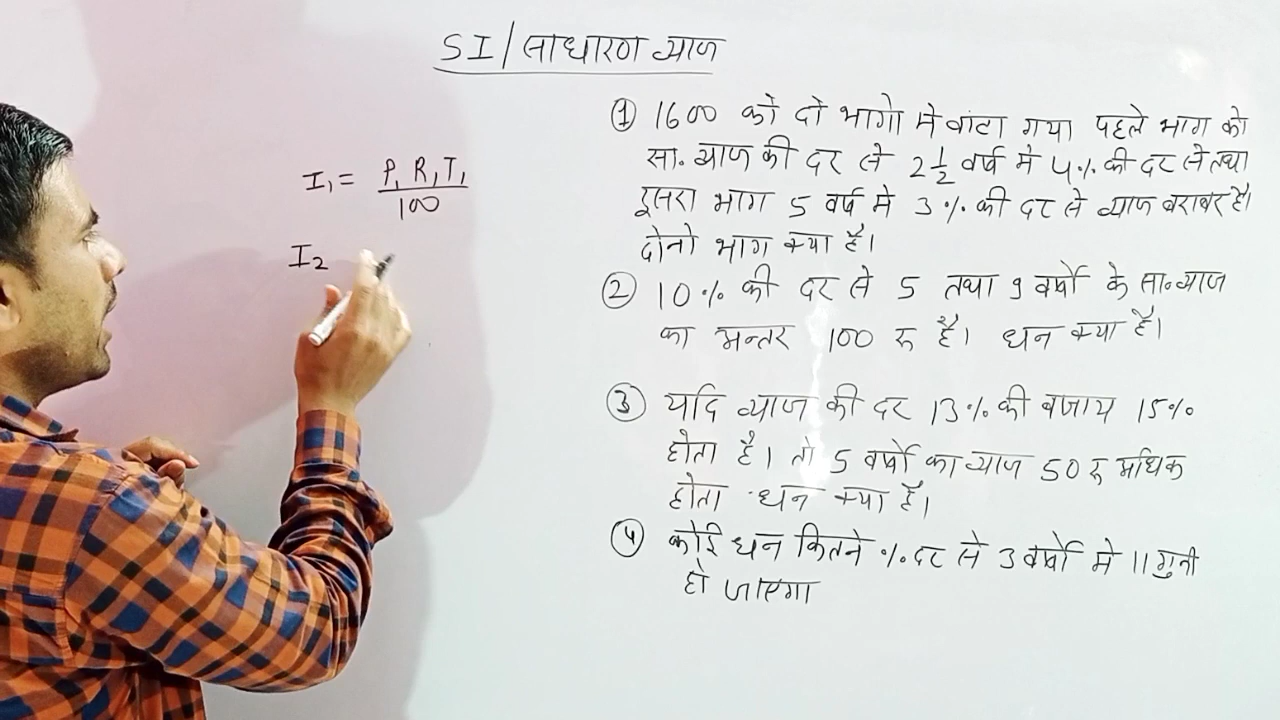 SI/साधारण ब्याज
I₁ = P₁R₁T₁/100
I₂
① 1600 को दो भागो मे बांटा गया पहले भाग को
सा. ब्याज की दर से 2 1/2 वर्ष मे 4% की दर से तथा
दूसरा भाग 5 वर्ष मे 3% की दर से ब्याज बराबर है।
दोनो भाग क्या है।
② 10% की दर से 5 तथा 9 वर्षो के सा॰ ब्याज
का अन्तर 100 रु है। धन क्या है।
③ यदि ब्याज की दर 13% की बजाय 15%
होता है। तो 5 वर्षो का ब्याज 50 रु अधिक
होता धन क्या है।
④ कोई धन कितने % दर से 3 वर्षो मे 11 गुनी
हो जाएगा